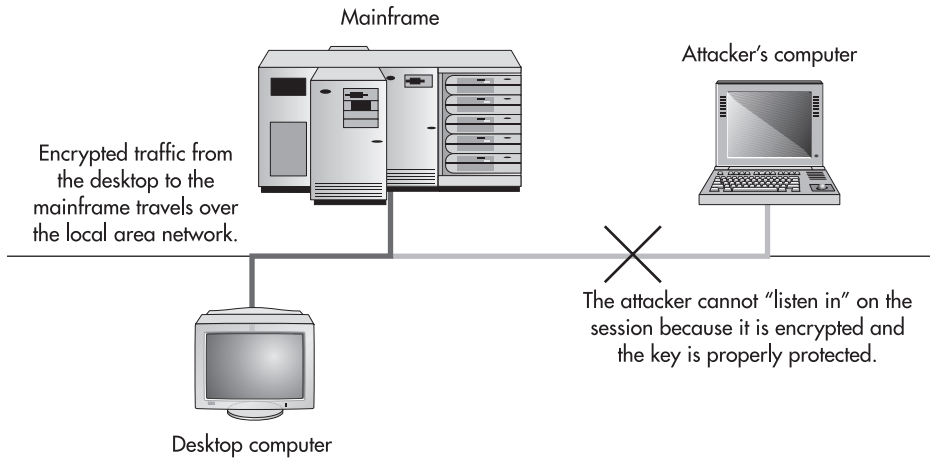 Mainframe
Attacker’s computer
Encrypted traffic from
the desktop to the
mainframe travels over
the local area network.
The attacker cannot “listen in” on the
session because it is encrypted and
the key is properly protected.
Desktop computer